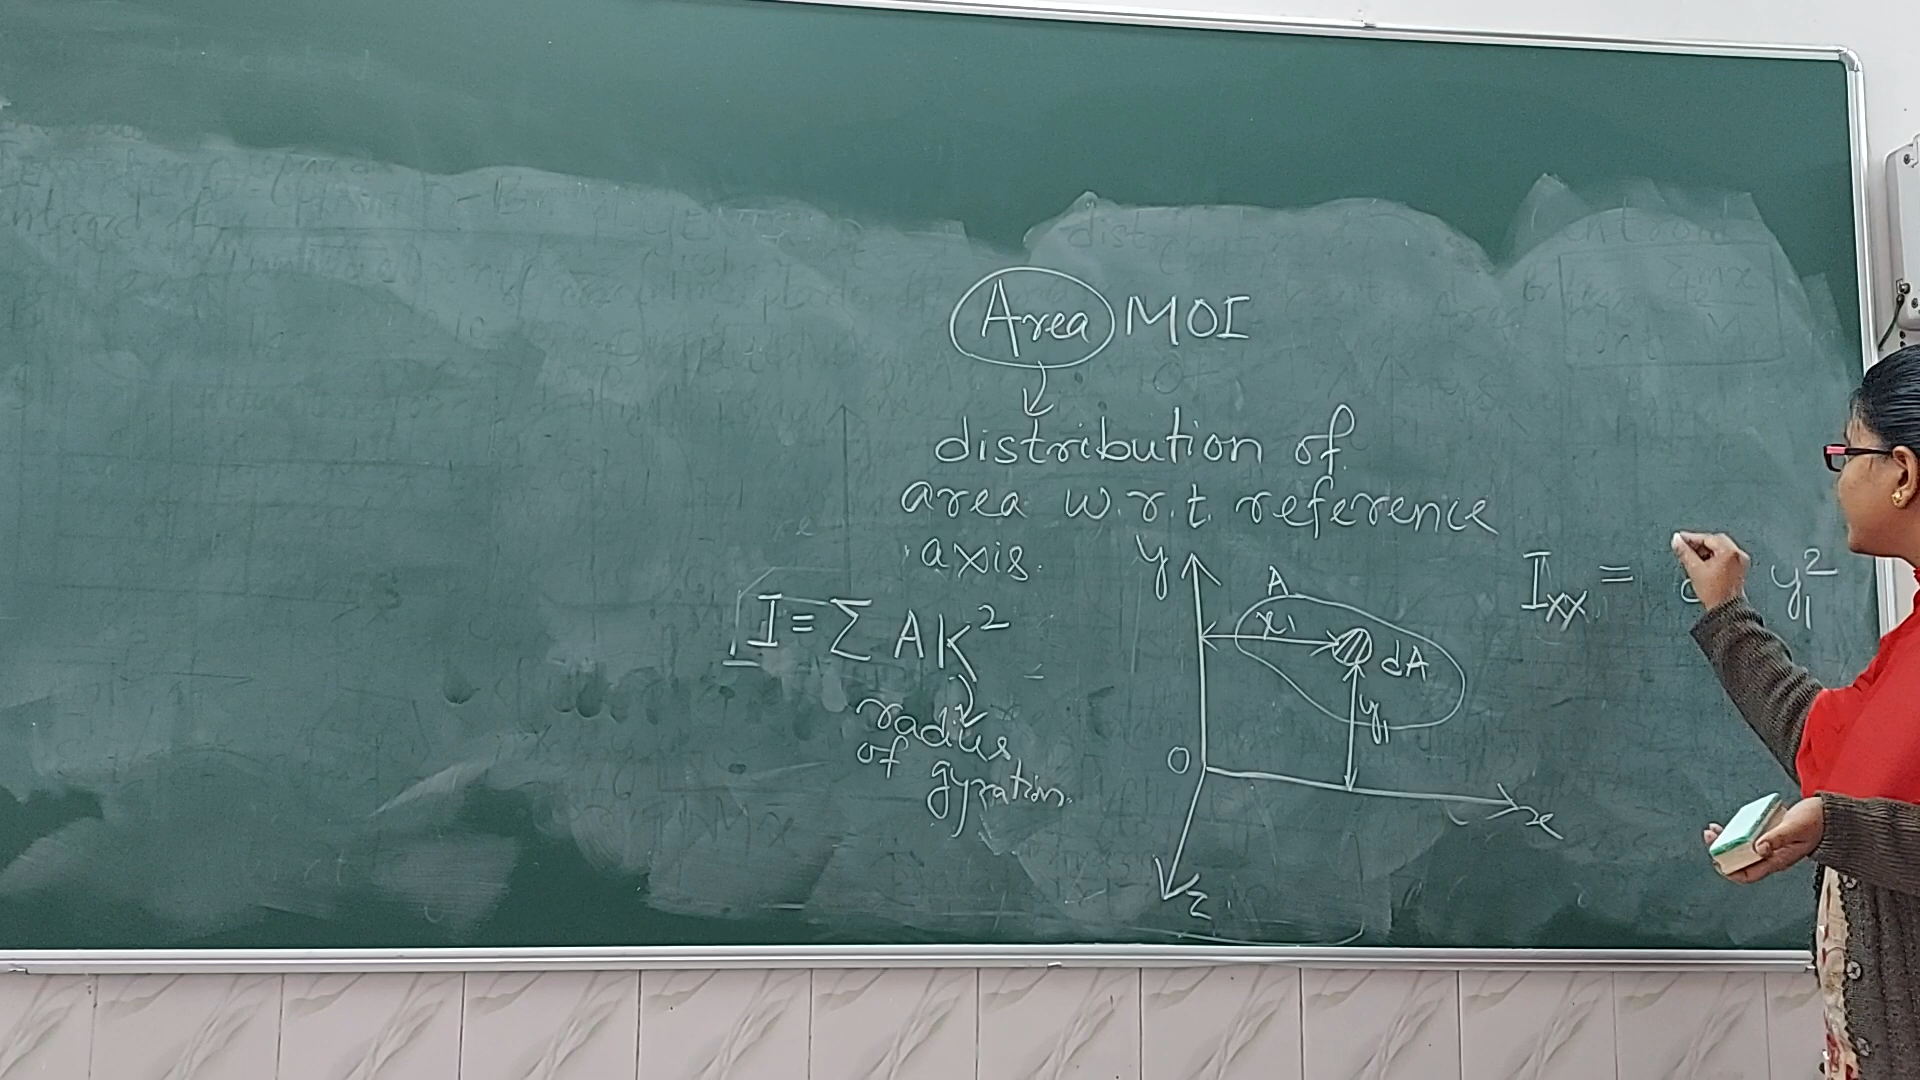 Area MOI
distribution of
area w.r.t. reference
axis.
I = Σ AK²
radius
of
gyration.
y
A
x₁
dA
y₁
O
x
z
Ixx = y₁²